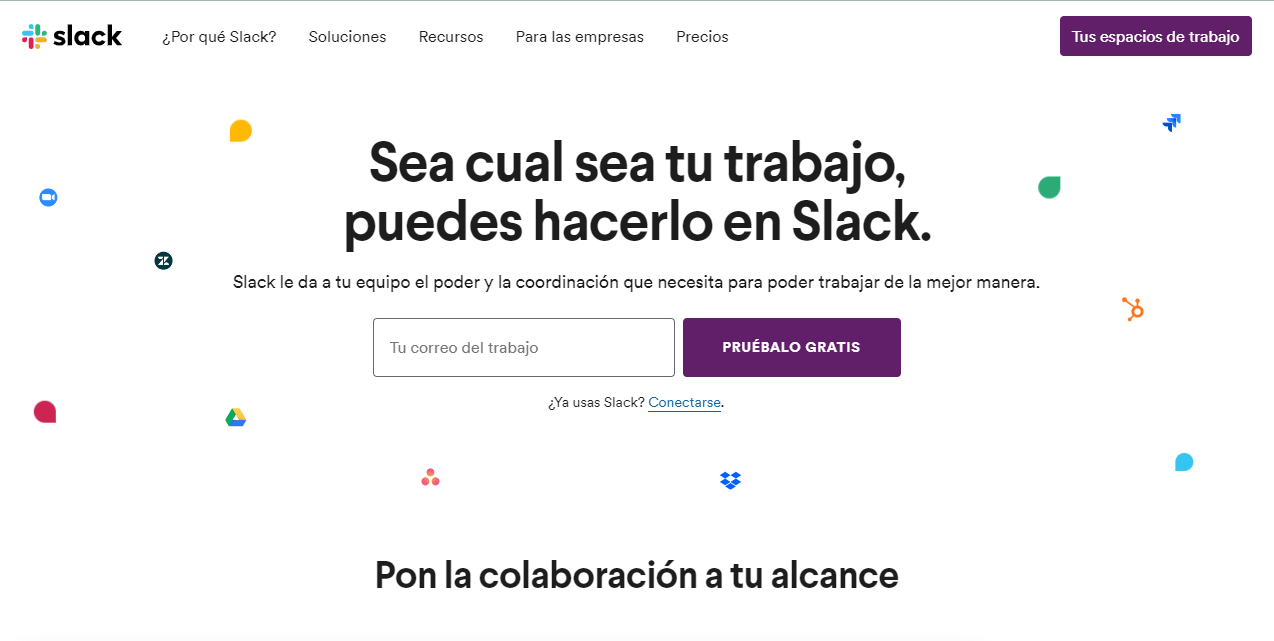 slack
¿Por qué Slack?
Soluciones
Recursos
Para las empresas
Precios
Tus espacios de trabajo
Sea cual sea tu trabajo,
puedes hacerlo en Slack.
Slack le da a tu equipo el poder y la coordinación que necesita para poder trabajar de la mejor manera.
Tu correo del trabajo
PRUÉBALO GRATIS
¿Ya usas Slack? Conectarse.
Pon la colaboración a tu alcance